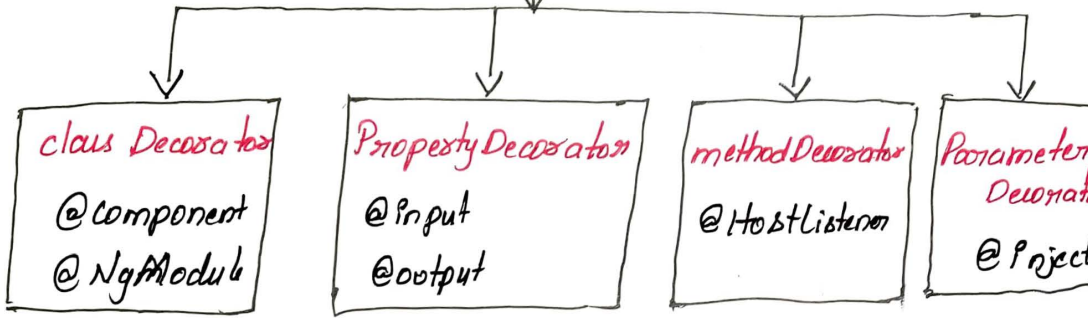 class Decorator
@Component
@NgModule
Property Decorator
@Input
@Output
method Decorator
@HostListener
Parameter
Decorat
@Inject